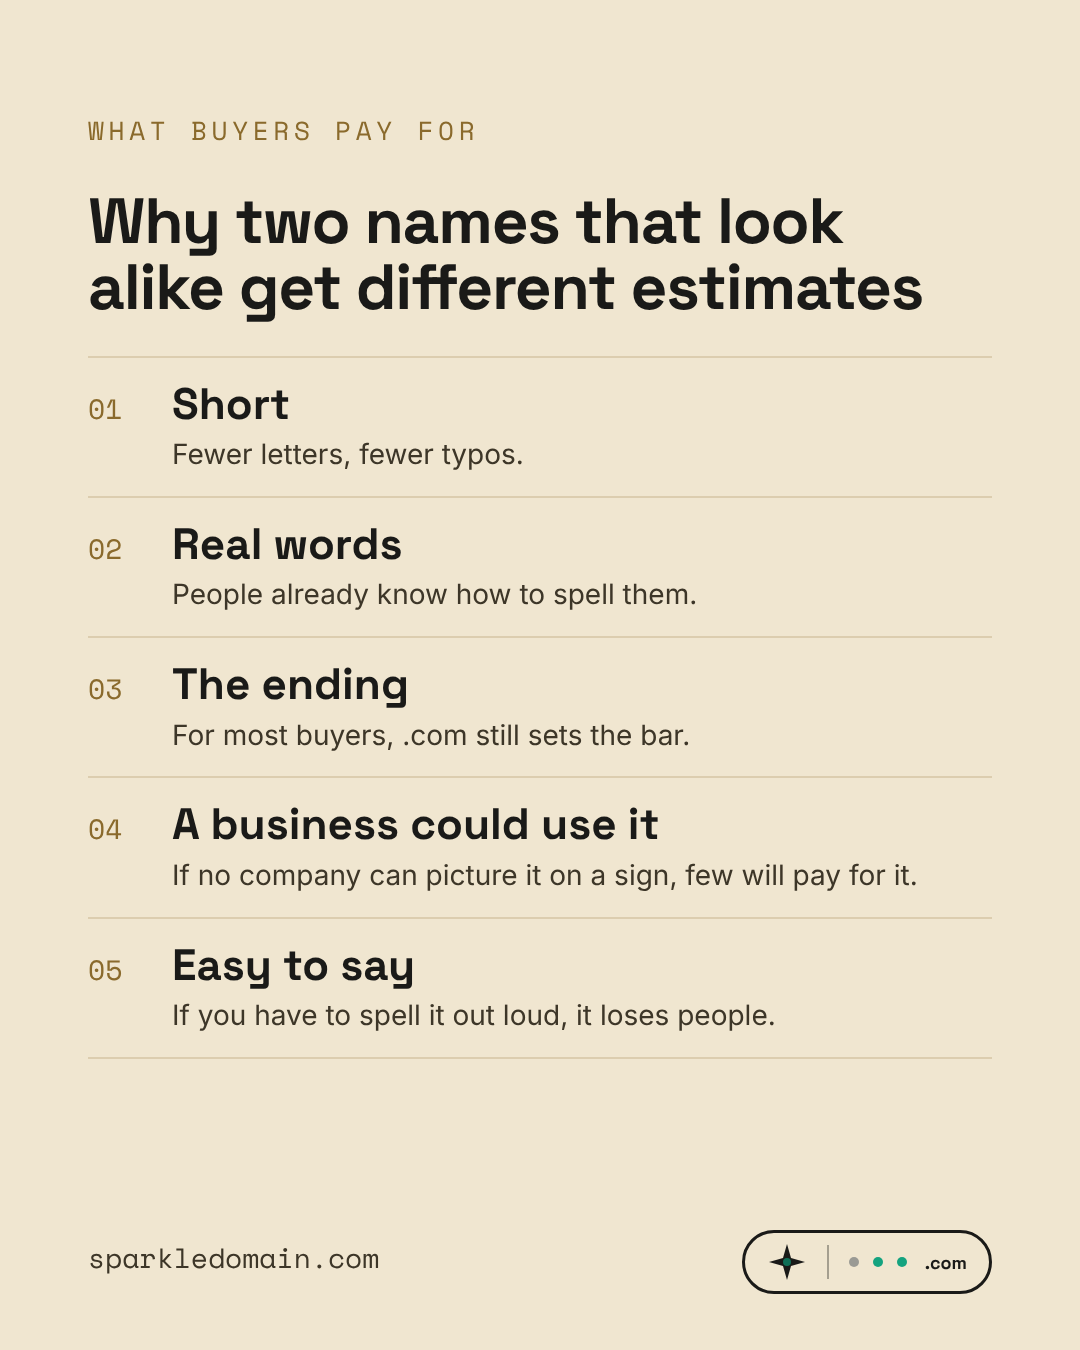 WHAT BUYERS PAY FOR
Why two names that look
alike get different estimates
01 Short
Fewer letters, fewer typos.
02 Real words
People already know how to spell them.
03 The ending
For most buyers, .com still sets the bar.
04 A business could use it
If no company can picture it on a sign, few will pay for it.
05 Easy to say
If you have to spell it out loud, it loses people.
sparkledomain.com
.com